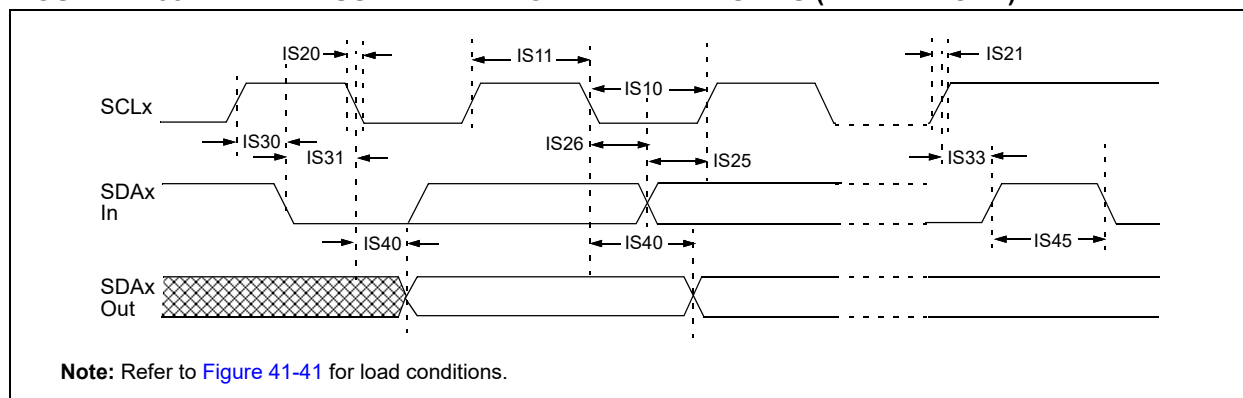 IS20
IS11
IS21
IS10
SCLx
IS30
IS31
IS26
IS25
IS33
SDAx
In
IS40
IS40
IS45
SDAx
Out
Note: Refer to Figure 41-41 for load conditions.